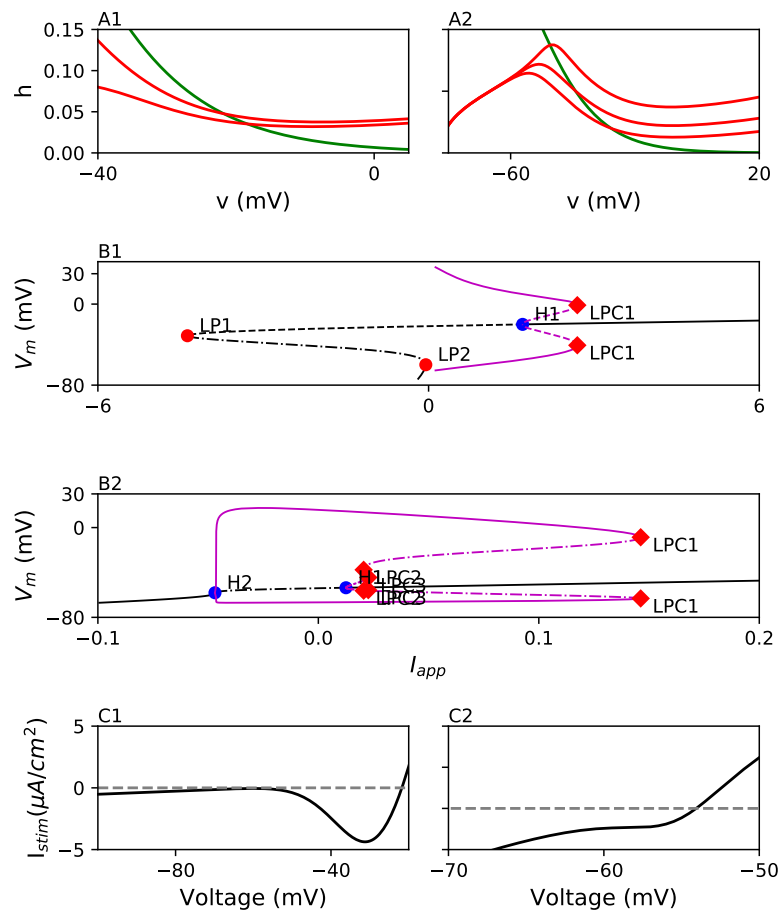 A1
A2
0.15
0.10
0.05
0.00
h
−40
0
−60
20
v (mV)
v (mV)
B1
30
0
−80
V_m (mV)
LP1
LP2
H1
LPC1
LPC1
−6
0
6
B2
30
0
−80
V_m (mV)
H2
H1
LPC2
LPC3
LPC2
LPC3
LPC1
LPC1
−0.1
0.0
0.1
0.2
I_app
C1
C2
5
0
−5
I_stim(μA/cm²)
−80
−40
−70
−60
−50
Voltage (mV)
Voltage (mV)